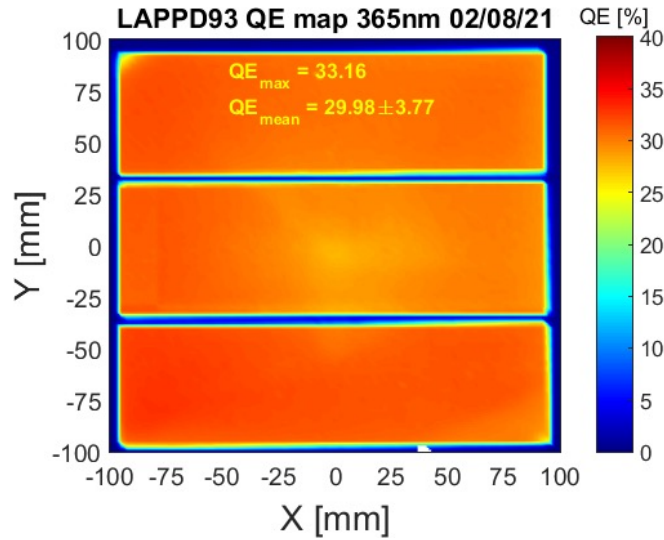 LAPPD93 QE map 365nm 02/08/21
QE [%]
QEmax = 33.16
QEmean = 29.98±3.77
100
75
50
25
0
-25
-50
-75
-100
Y [mm]
-100 -75 -50 -25 0 25 50 75 100
X [mm]
40
35
30
25
20
15
10
5
0